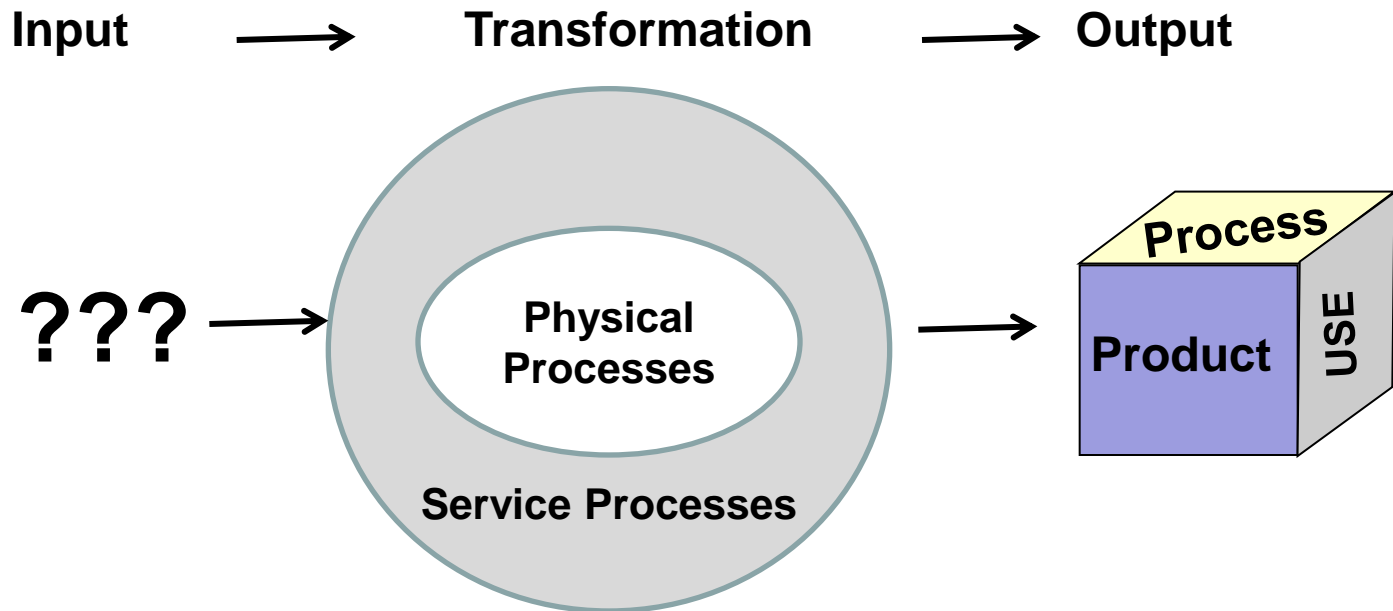 Input Transformation Output
???
Physical
Processes
Service Processes
Process
Product
USE